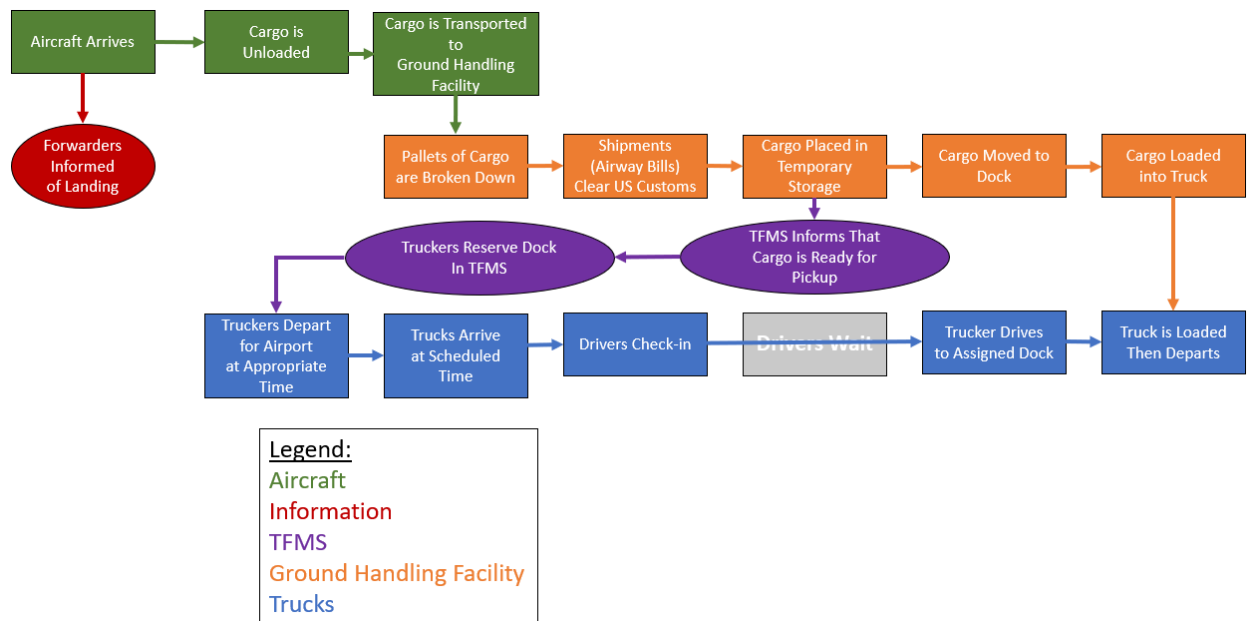 Aircraft Arrives
Cargo is
Unloaded
Cargo is Transported
to
Ground Handling
Facility
Forwarders
Informed
of Landing
Pallets of Cargo
are Broken Down
Shipments
(Airway Bills)
Clear US Customs
Cargo Placed in
Temporary
Storage
Cargo Moved to
Dock
Cargo Loaded
into Truck
TFMS Informs That
Cargo is Ready for
Pickup
Truckers Reserve Dock
In TFMS
Truckers Depart
for Airport
at Appropriate
Time
Trucks Arrive
at Scheduled
Time
Drivers Check-in
Drivers Wait
Trucker Drives
to Assigned Dock
Truck is Loaded
Then Departs
Legend:
Aircraft
Information
TFMS
Ground Handling Facility
Trucks